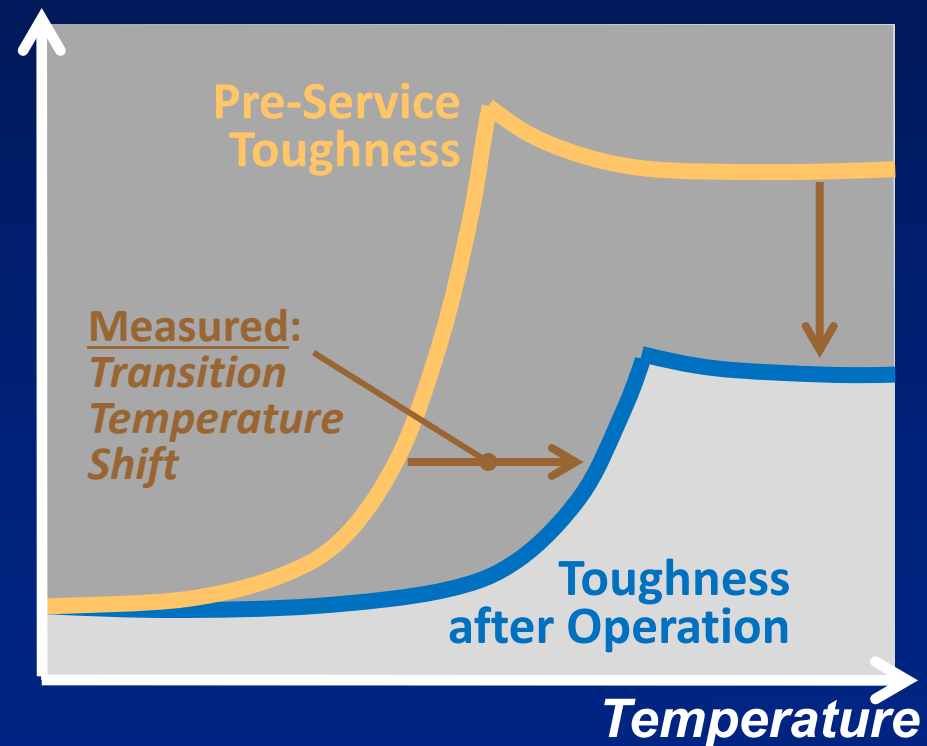 Pre-Service
Toughness
Measured:
Transition
Temperature
Shift
Toughness
after Operation
Temperature